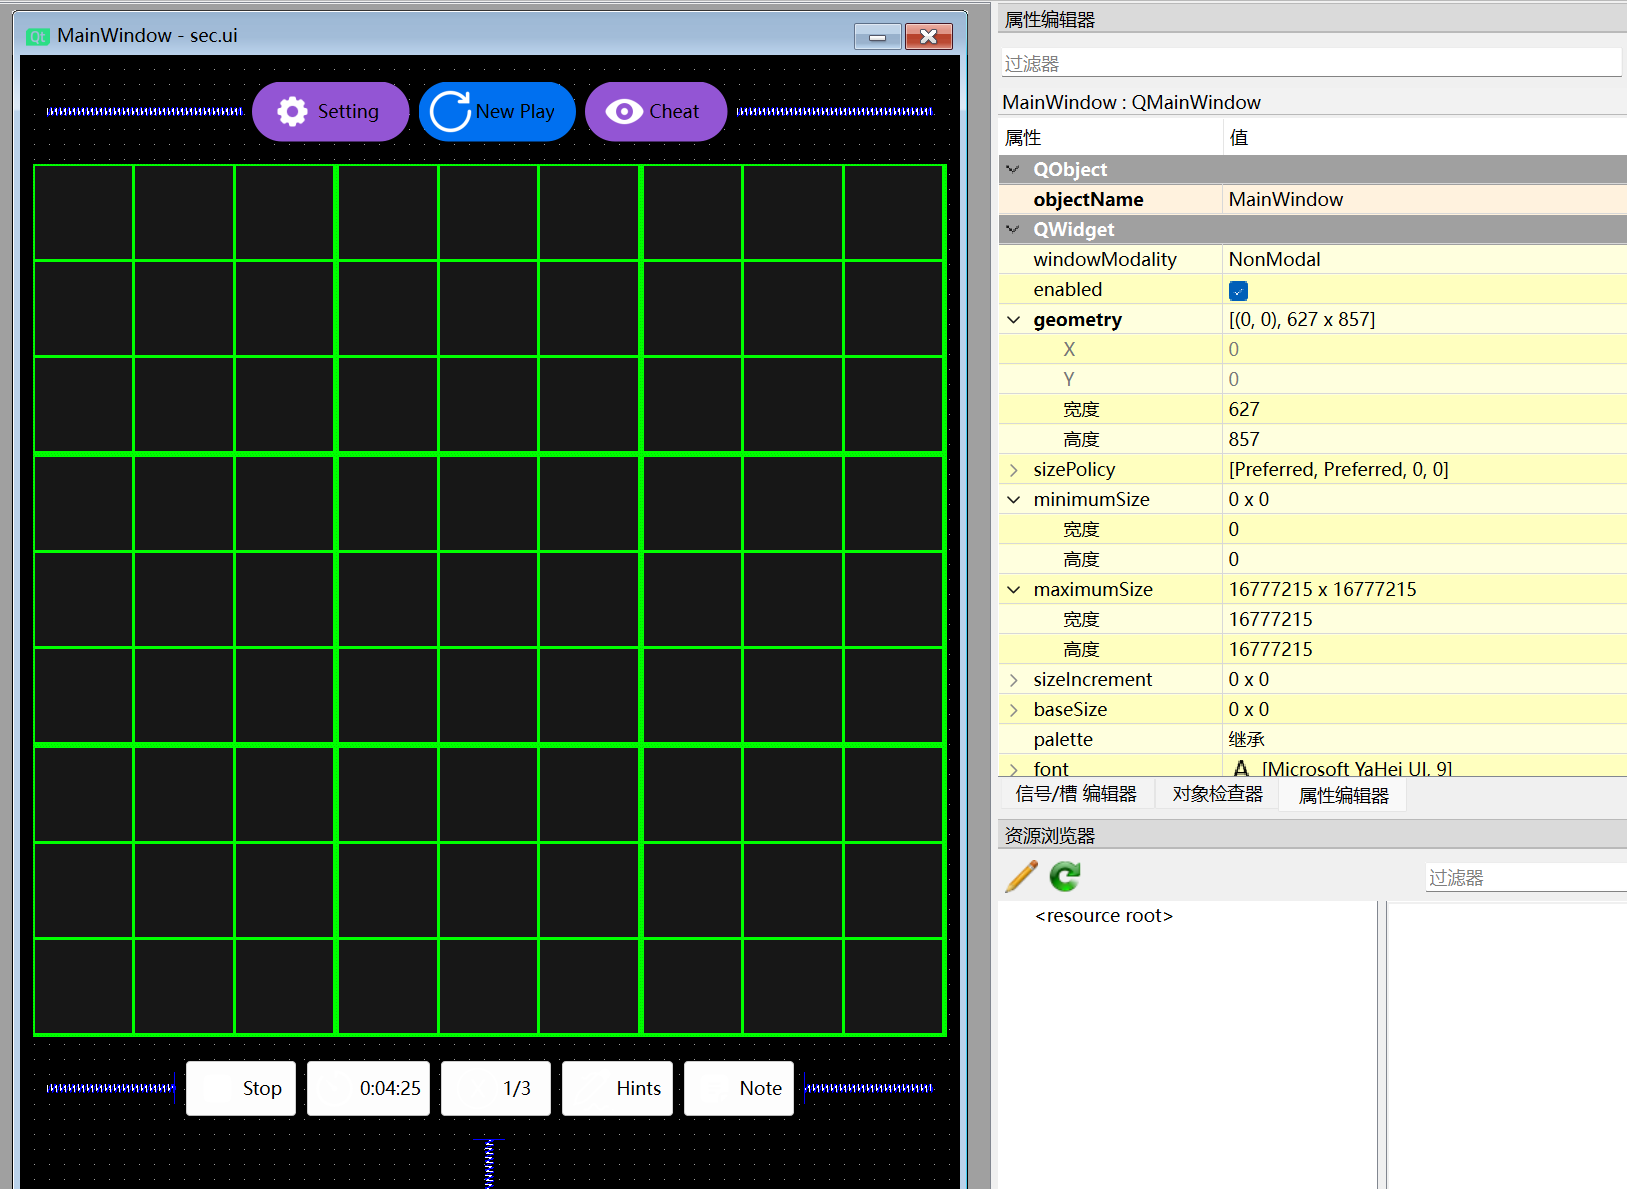 Qt MainWindow - sec.ui
Setting
New Play
Cheat
Stop
0:04:25
1/3
Hints
Note
属性编辑器
过滤器
MainWindow : QMainWindow
属性 值
QObject
objectName MainWindow
QWidget
windowModality NonModal
enabled
geometry [(0, 0), 627 x 857]
X 0
Y 0
宽度 627
高度 857
sizePolicy [Preferred, Preferred, 0, 0]
minimumSize 0 x 0
宽度 0
高度 0
maximumSize 16777215 x 16777215
宽度 16777215
高度 16777215
sizeIncrement 0 x 0
baseSize 0 x 0
palette 继承
font A [Microsoft YaHei UI, 9]
信号/槽 编辑器 对象检查器 属性编辑器
资源浏览器
过滤器
<resource root>